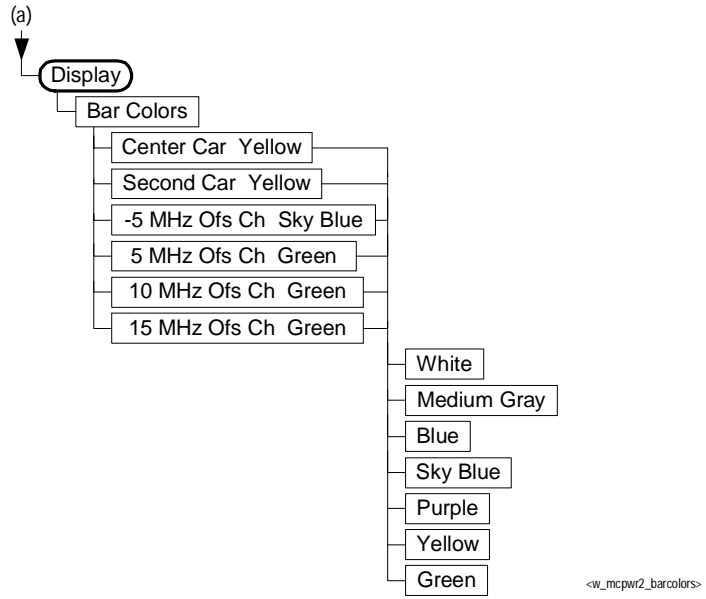 (a)
Display
Bar Colors
Center Car Yellow
Second Car Yellow
-5 MHz Ofs Ch Sky Blue
5 MHz Ofs Ch Green
10 MHz Ofs Ch Green
15 MHz Ofs Ch Green
White
Medium Gray
Blue
Sky Blue
Purple
Yellow
Green
<w_mcpwr2_barcolors>